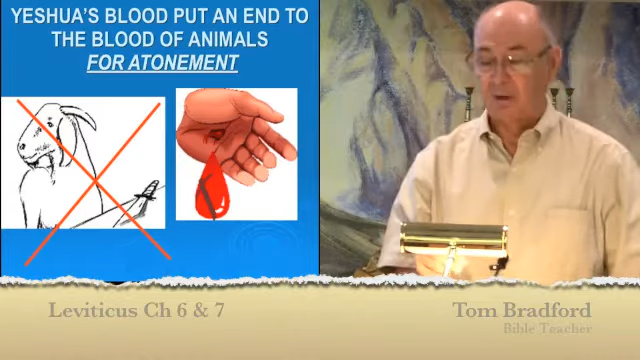 YESHUA'S BLOOD PUT AN END TO
THE BLOOD OF ANIMALS
FOR ATONEMENT
Leviticus Ch 6 & 7
Tom Bradford
Bible Teacher